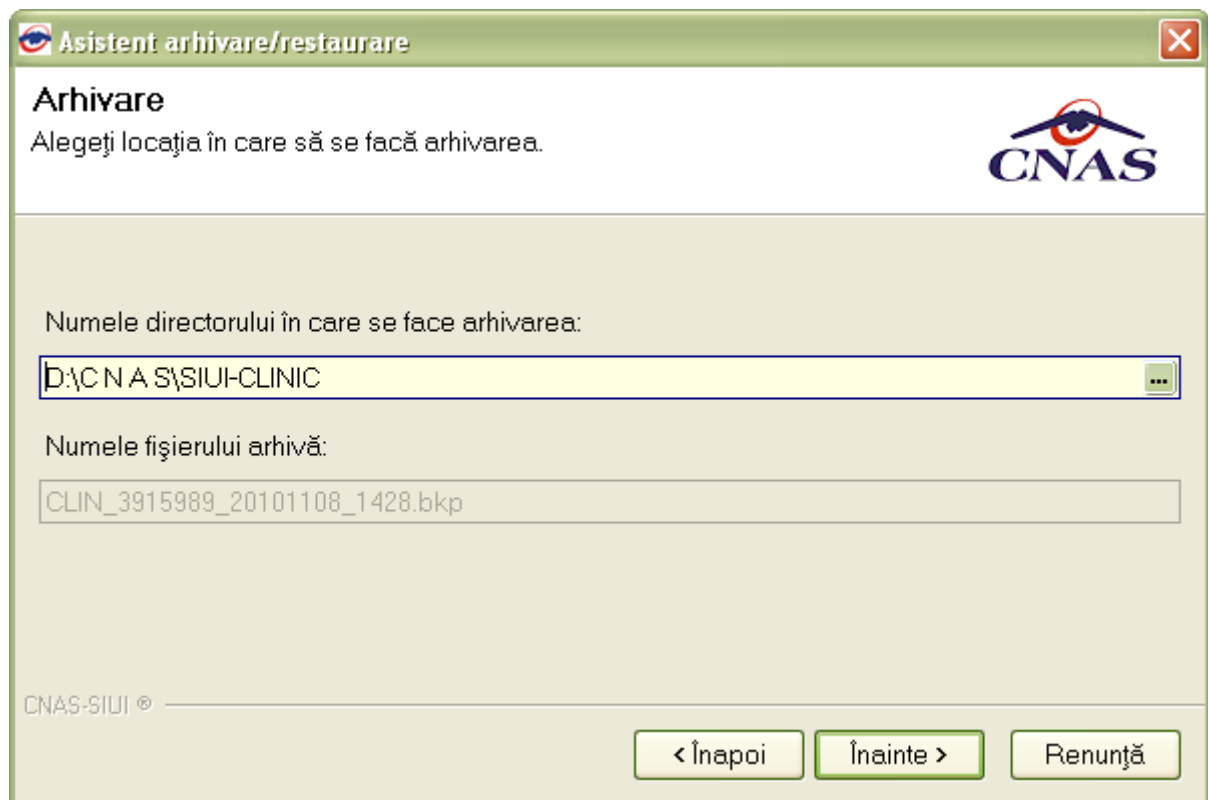 Asistent arhivare/restaurare
Arhivare
Alegeţi locaţia în care să se facă arhivarea.
CNAS
Numele directorului în care se face arhivarea:
D:\C N A S\SIUI-CLINIC
...
Numele fişierului arhivă:
CLIN_3915989_20101108_1428.bkp
CNAS-SIUI ®
< Înapoi
Înainte >
Renunţă